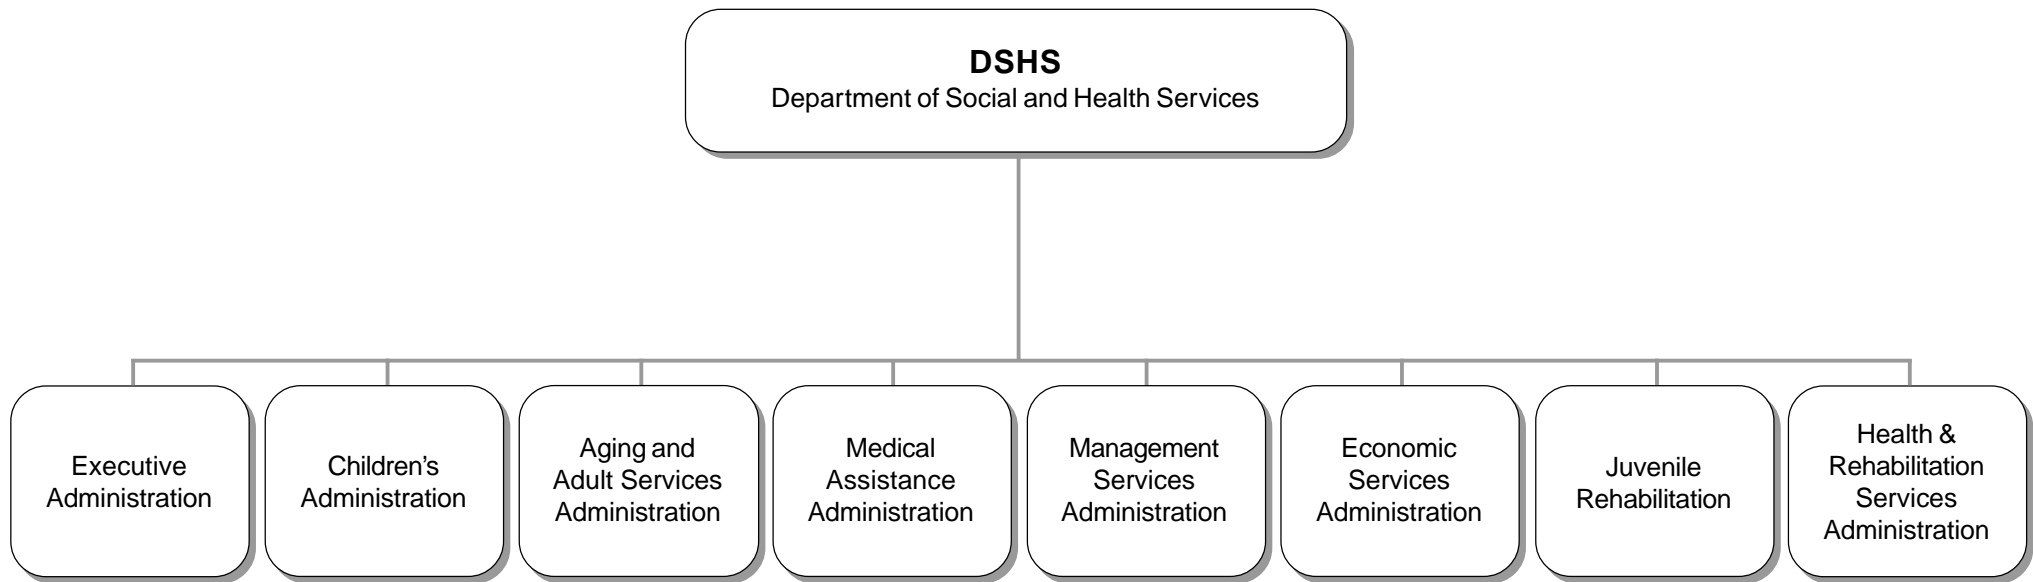 DSHS
Department of Social and Health Services
Executive
Administration
Children’s
Administration
Aging and
Adult Services
Administration
Medical
Assistance
Administration
Management
Services
Administration
Economic
Services
Administration
Juvenile
Rehabilitation
Health &
Rehabilitation
Services
Administration